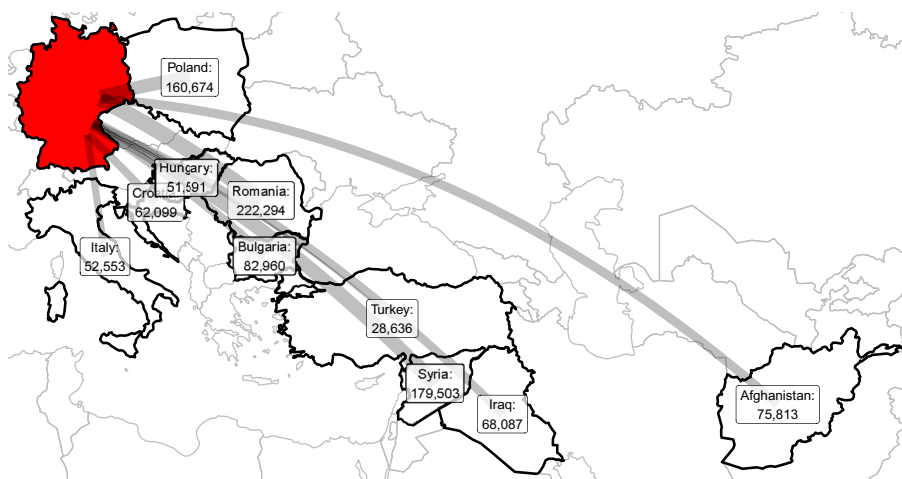 Poland:
160,674
Hungary:
51,591
Croatia:
62,099
Romania:
222,294
Italy:
52,553
Bulgaria:
82,960
Turkey:
28,636
Syria:
179,503
Iraq:
68,087
Afghanistan:
75,813